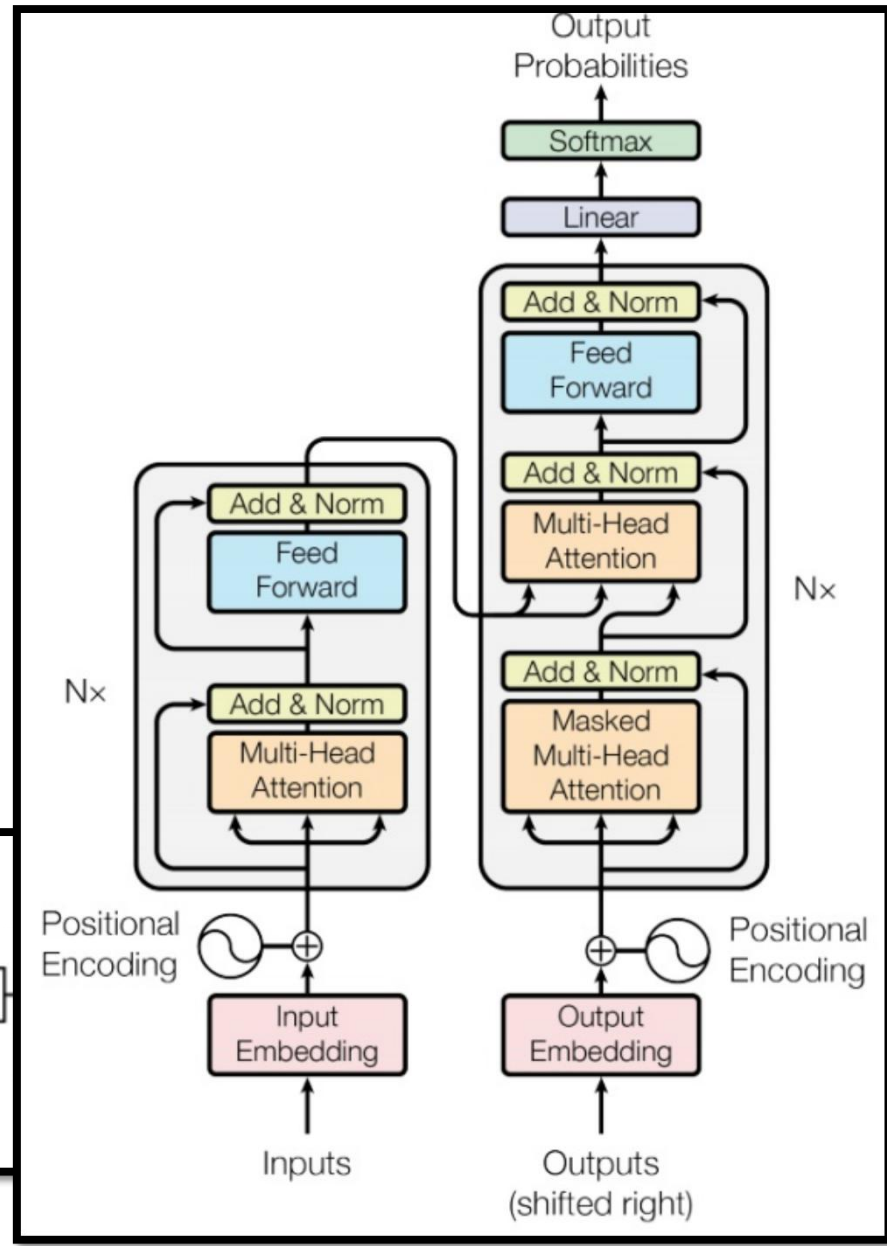 Output
Probabilities
Softmax
Linear
Add & Norm
Feed
Forward
Add & Norm
Multi-Head
Attention
Add & Norm
Masked
Multi-Head
Attention
Nx
Add & Norm
Feed
Forward
Add & Norm
Multi-Head
Attention
Nx
Positional
Encoding
Positional
Encoding
Input
Embedding
Output
Embedding
Inputs
Outputs
(shifted right)